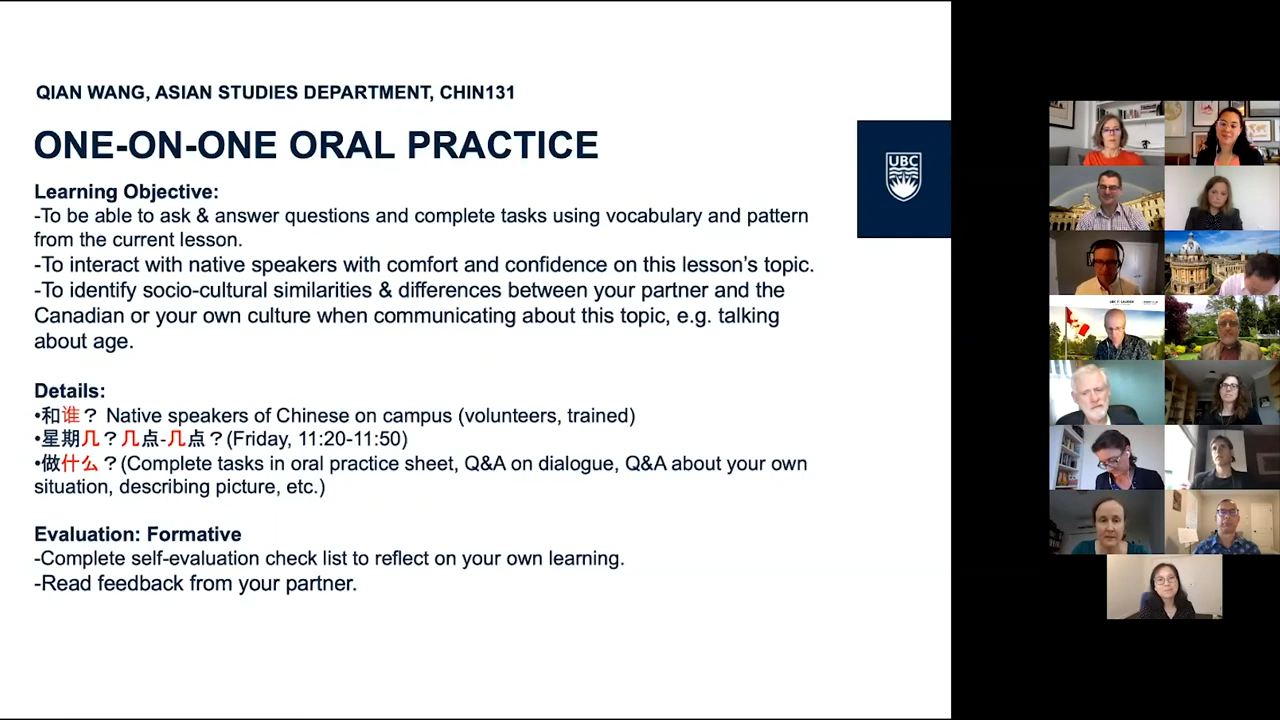 QIAN WANG, ASIAN STUDIES DEPARTMENT, CHIN131
ONE-ON-ONE ORAL PRACTICE
UBC
Learning Objective:
-To be able to ask & answer questions and complete tasks using vocabulary and pattern
from the current lesson.
-To interact with native speakers with comfort and confidence on this lesson's topic.
-To identify socio-cultural similarities & differences between your partner and the
Canadian or your own culture when communicating about this topic, e.g. talking
about age.
Details:
•和谁？ Native speakers of Chinese on campus (volunteers, trained)
•星期几？几点-几点？(Friday, 11:20-11:50)
•做什么？(Complete tasks in oral practice sheet, Q&A on dialogue, Q&A about your own
situation, describing picture, etc.)
Evaluation: Formative
-Complete self-evaluation check list to reflect on your own learning.
-Read feedback from your partner.